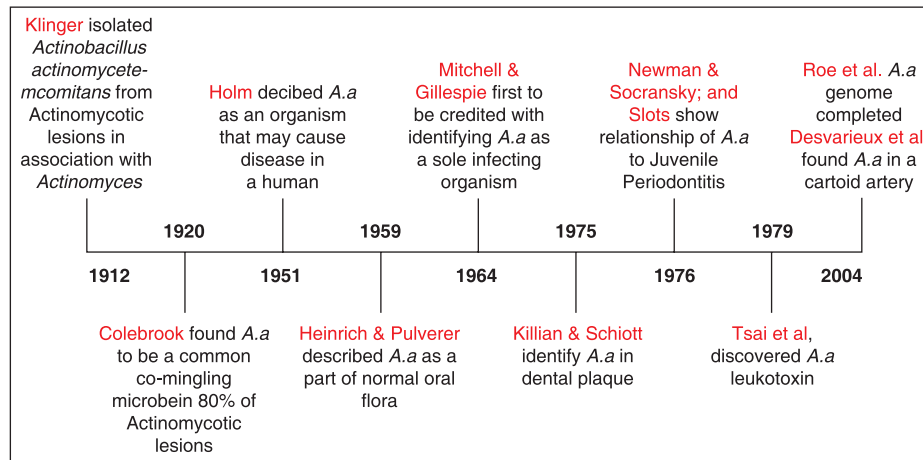 Klinger isolated
Actinobacillus
actinomycete-
mcomitans from
Actinomycotic
lesions in
association with
Actinomyces
Holm decibed A.a
as an organism
that may cause
disease in
a human
Mitchell &
Gillespie first to
be credited with
identifying A.a as
a sole infecting
organism
Newman &
Socransky; and
Slots show
relationship of A.a
to Juvenile
Periodontitis
Roe et al. A.a
genome
completed
Desvarieux et al
found A.a in a
cartoid artery
1920
1959
1975
1979
1912
1951
1964
1976
2004
Colebrook found A.a
to be a common
co-mingling
microbein 80% of
Actinomycotic
lesions
Heinrich & Pulverer
described A.a as a
part of normal oral
flora
Killian & Schiott
identify A.a in
dental plaque
Tsai et al,
discovered A.a
leukotoxin